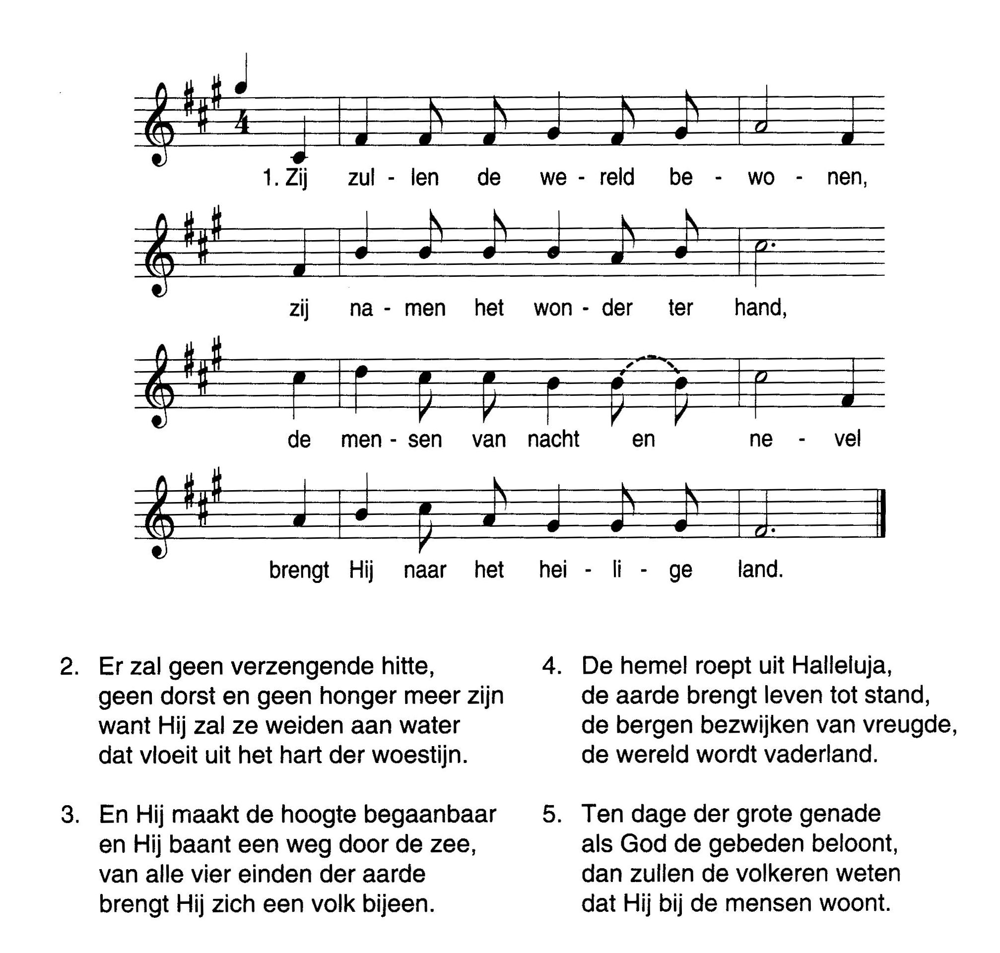 4
1. Zij zul - len de we - reld be - wo - nen,
zij na - men het won - der ter hand,
de men - sen van nacht en ne - vel
brengt Hij naar het hei - li - ge land.
2. Er zal geen verzengende hitte,
geen dorst en geen honger meer zijn
want Hij zal ze weiden aan water
dat vloeit uit het hart der woestijn.
3. En Hij maakt de hoogte begaanbaar
en Hij baant een weg door de zee,
van alle vier einden der aarde
brengt Hij zich een volk bijeen.
4. De hemel roept uit Halleluja,
de aarde brengt leven tot stand,
de bergen bezwijken van vreugde,
de wereld wordt vaderland.
5. Ten dage der grote genade
als God de gebeden beloont,
dan zullen de volkeren weten
dat Hij bij de mensen woont.